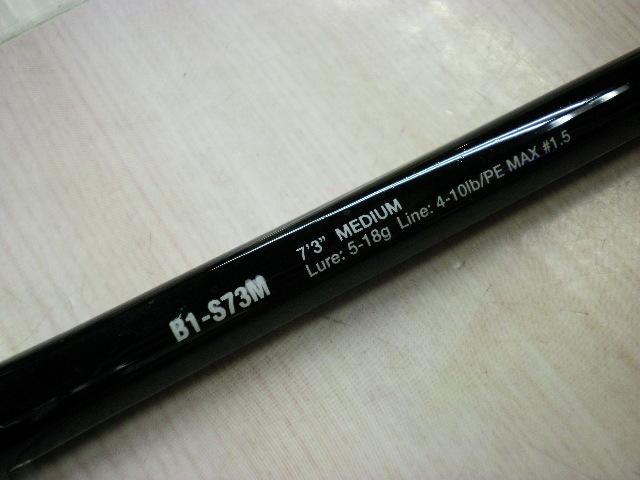 B1-S73M
7'3" MEDIUM
Lure: 5-18g Line: 4-10lb/PE MAX #1.5